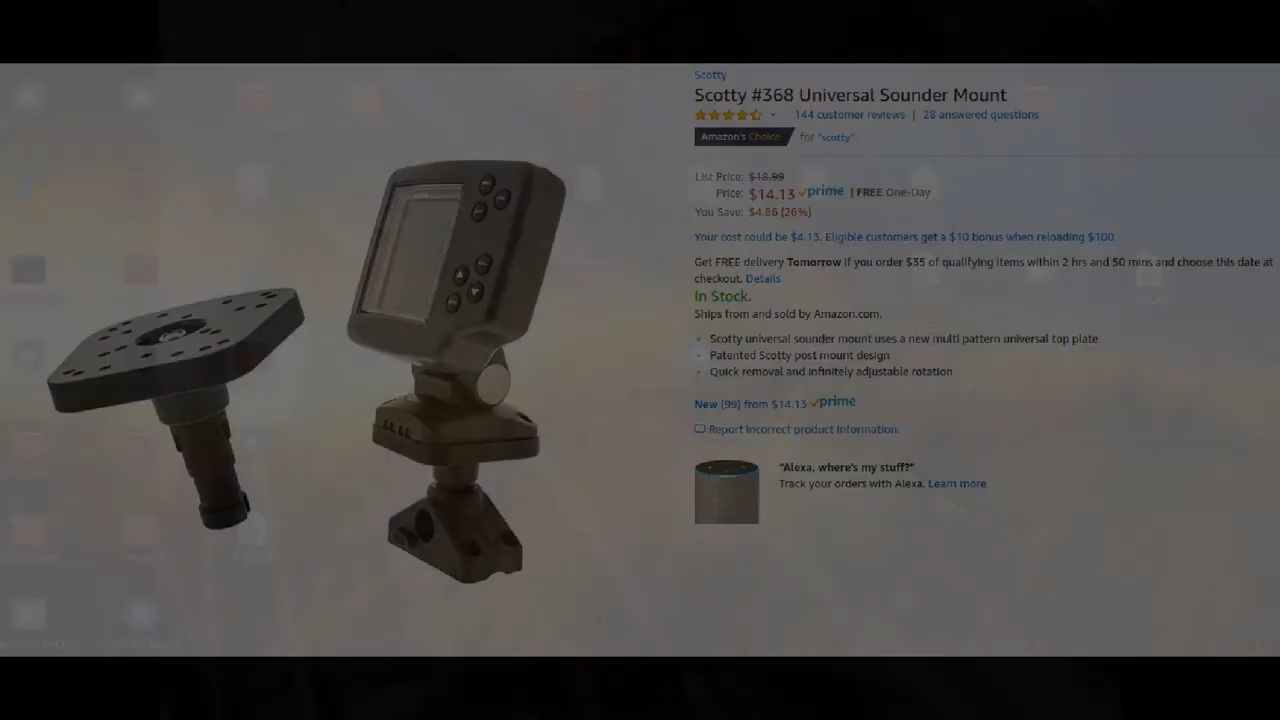 Scotty
Scotty #368 Universal Sounder Mount
144 customer reviews | 28 answered questions
Amazon's Choice for "scotty"
List Price: $18.99
Price: $14.13 prime | FREE One-Day
You Save: $4.86 (26%)
Your cost could be $4.13. Eligible customers get a $10 bonus when reloading $100.
Get FREE delivery Tomorrow if you order $35 of qualifying items within 2 hrs and 50 mins and choose this date at
checkout. Details
In Stock.
Ships from and sold by Amazon.com.
Scotty universal sounder mount uses a new multi pattern universal top plate
Patented Scotty post mount design
Quick removal and infinitely adjustable rotation
New (99) from $14.13 prime
Report incorrect product information.
"Alexa, where's my stuff?"
Track your orders with Alexa. Learn more